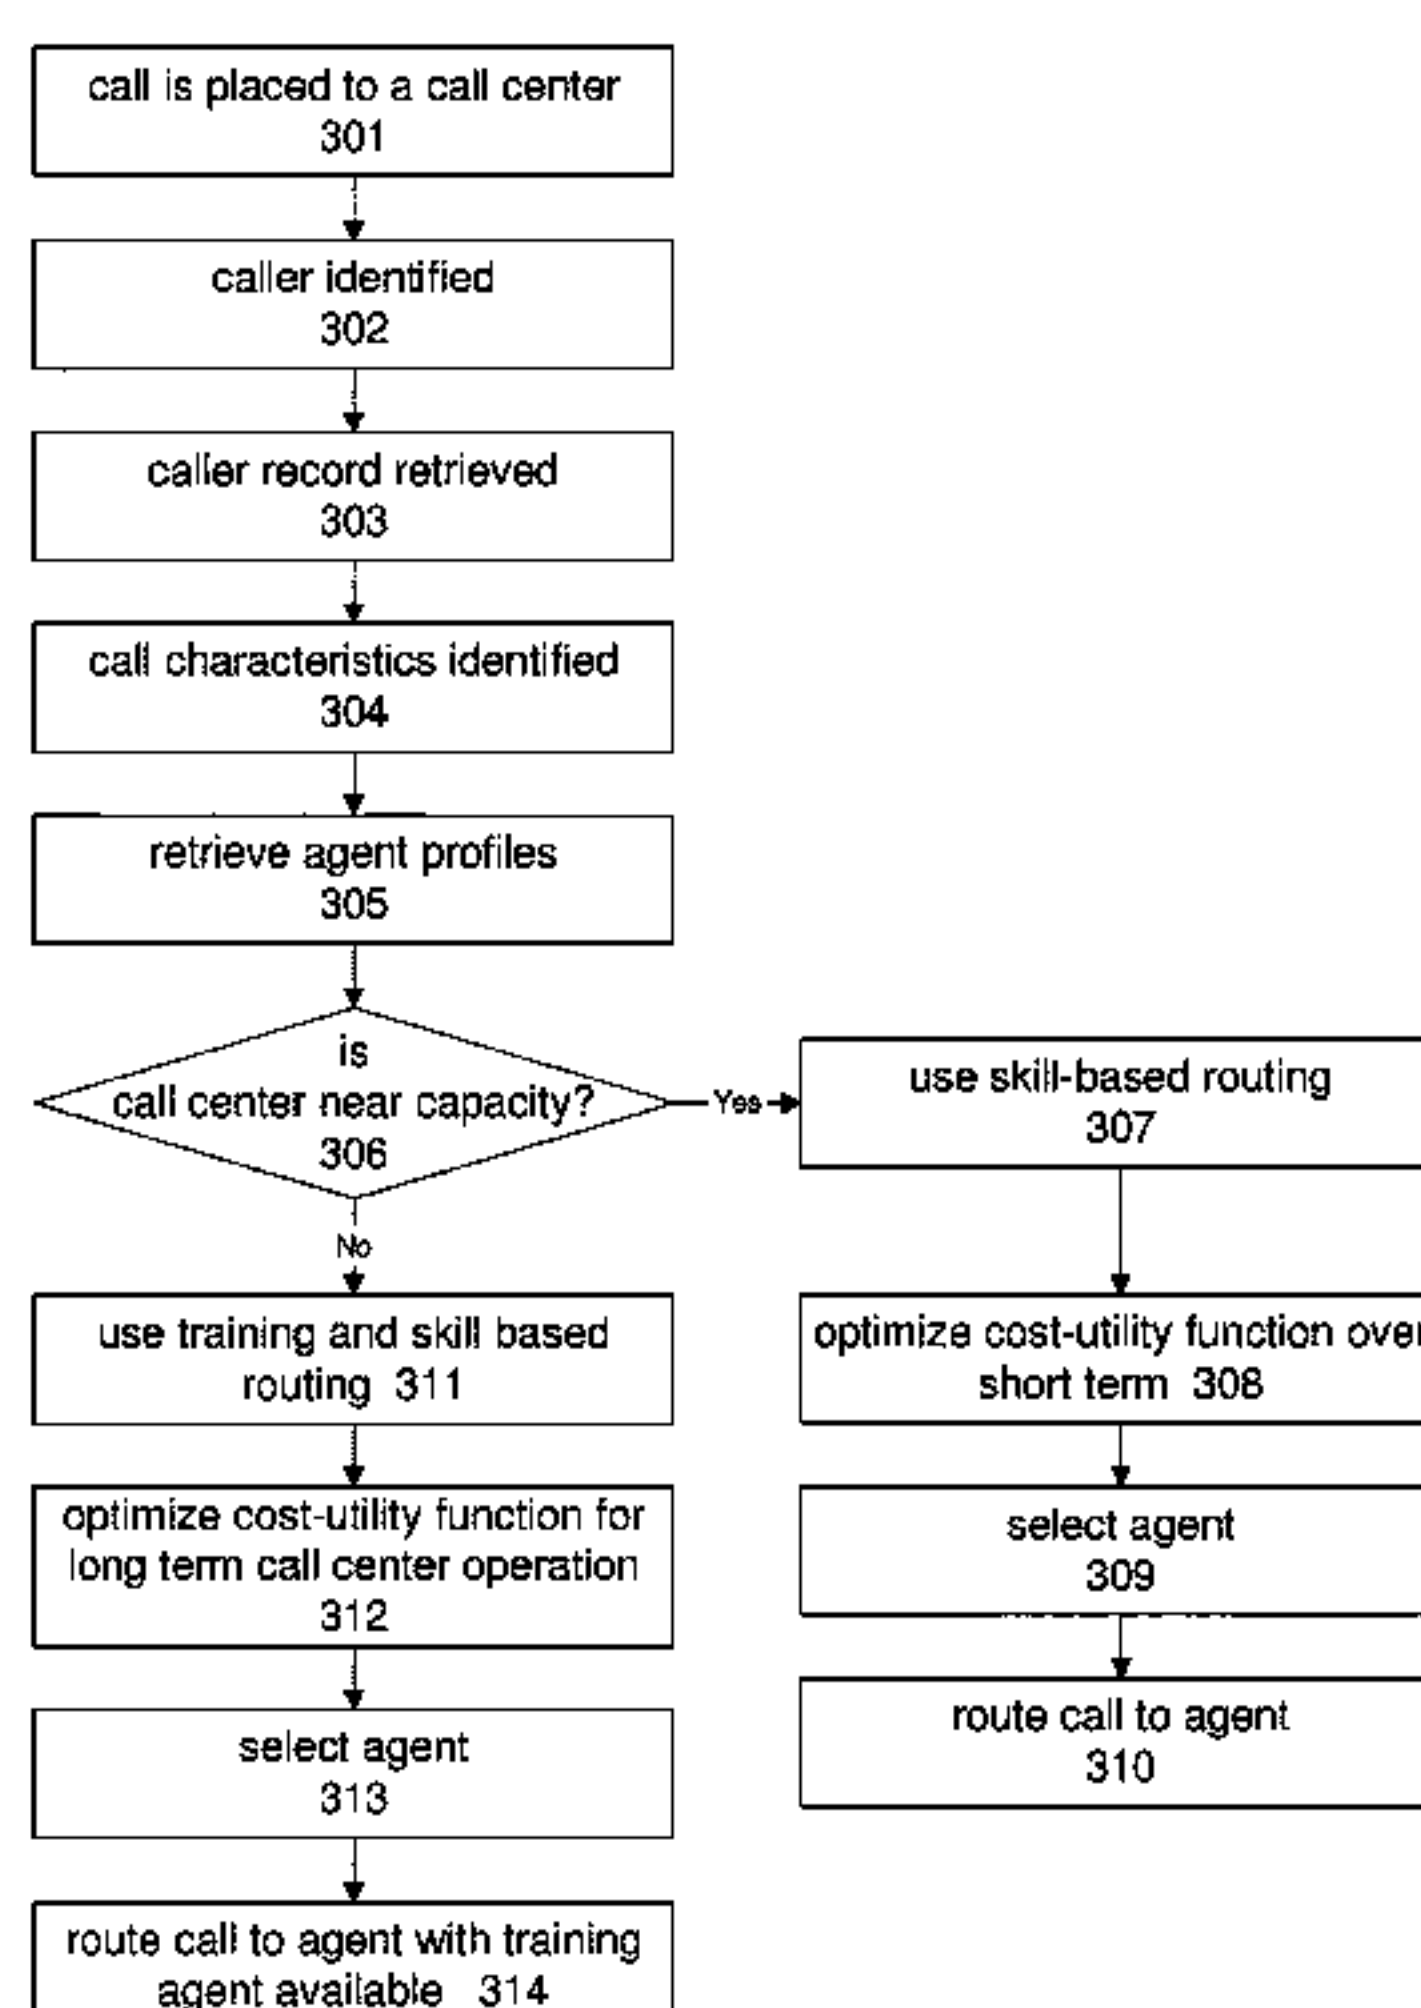 call is placed to a call center
301
caller identified
302
caller record retrieved
303
call characteristics identified
304
retrieve agent profiles
305
is
call center near capacity?
306
Yes
use skill-based routing
307
No
use training and skill based
routing 311
optimize cost-utility function over
short term 308
optimize cost-utility function for
long term call center operation
312
select agent
309
select agent
313
route call to agent
310
route call to agent with training
agent available 314